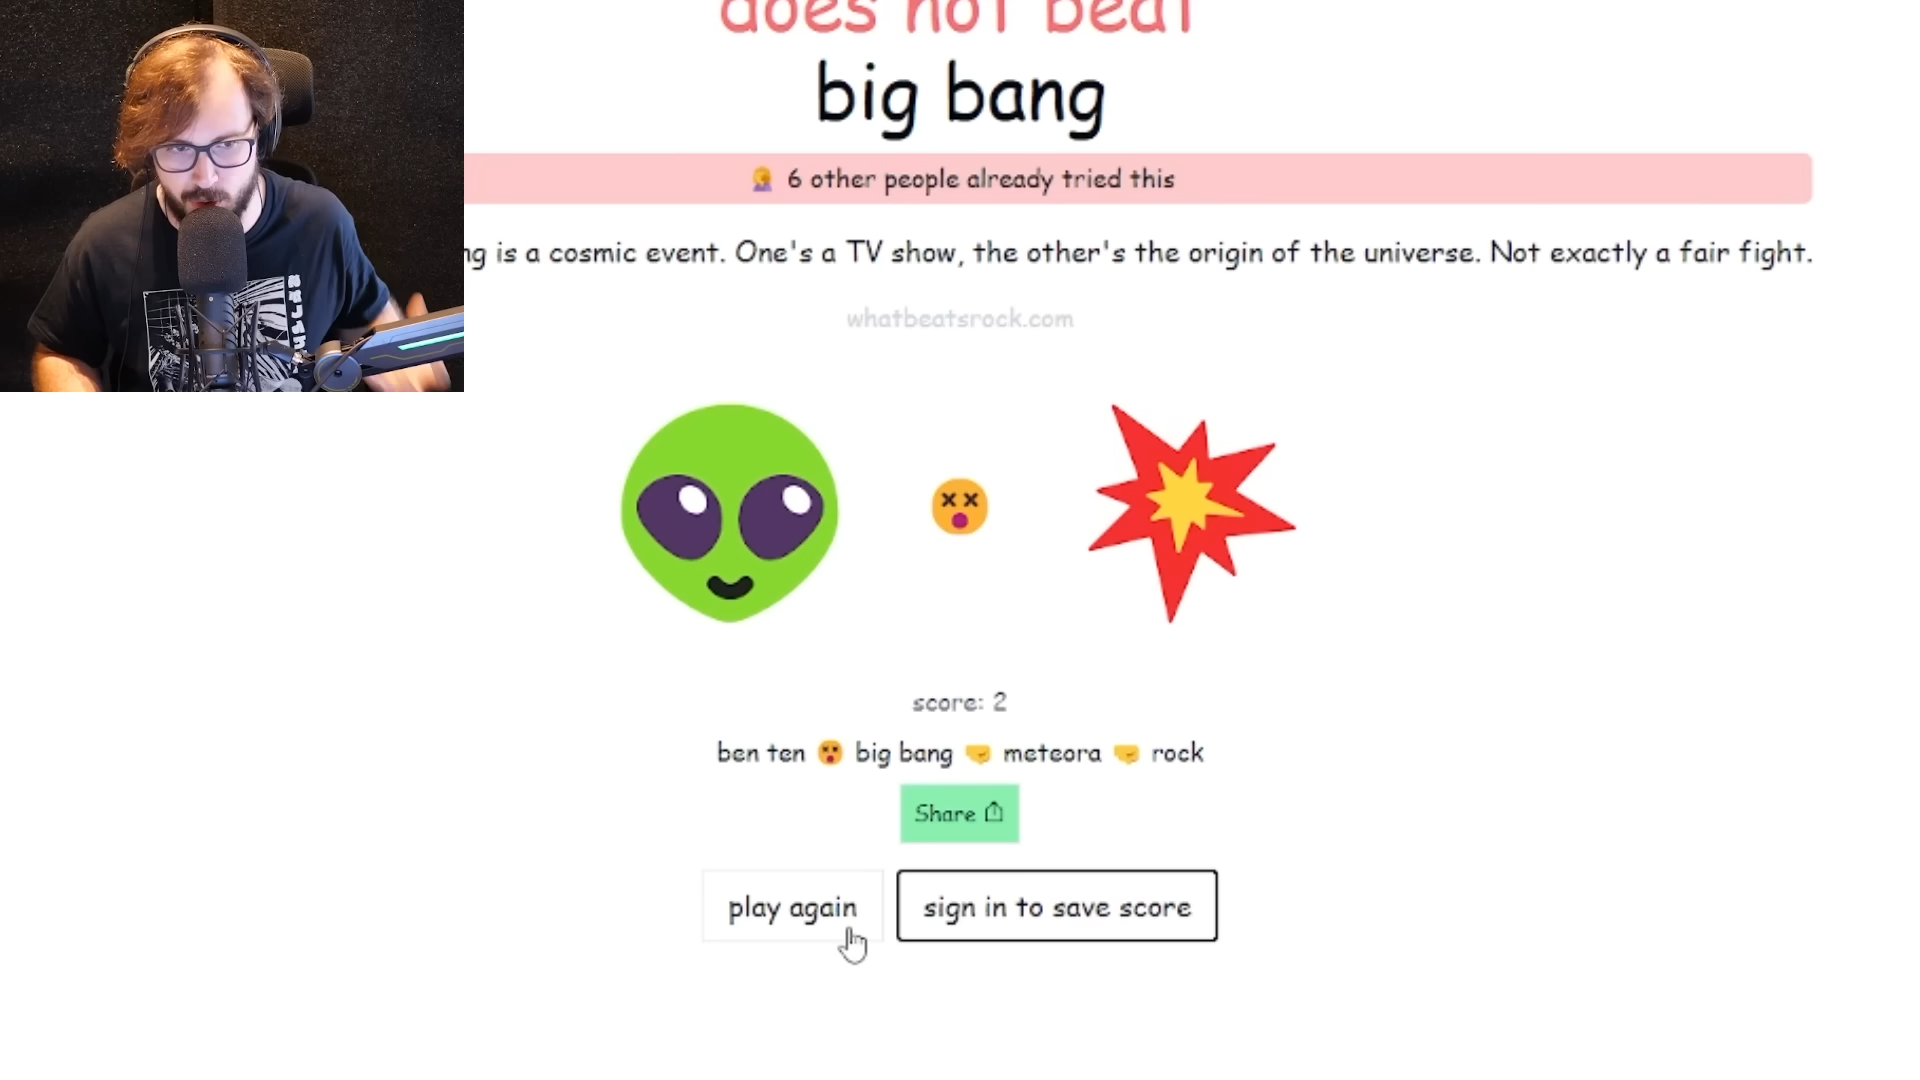 does not beat
big bang
6 other people already tried this
ng is a cosmic event. One's a TV show, the other's the origin of the universe. Not exactly a fair fight.
whatbeatsrock.com
score: 2
ben ten 😵 big bang 🤜 meteora 🤜 rock
Share
play again
sign in to save score